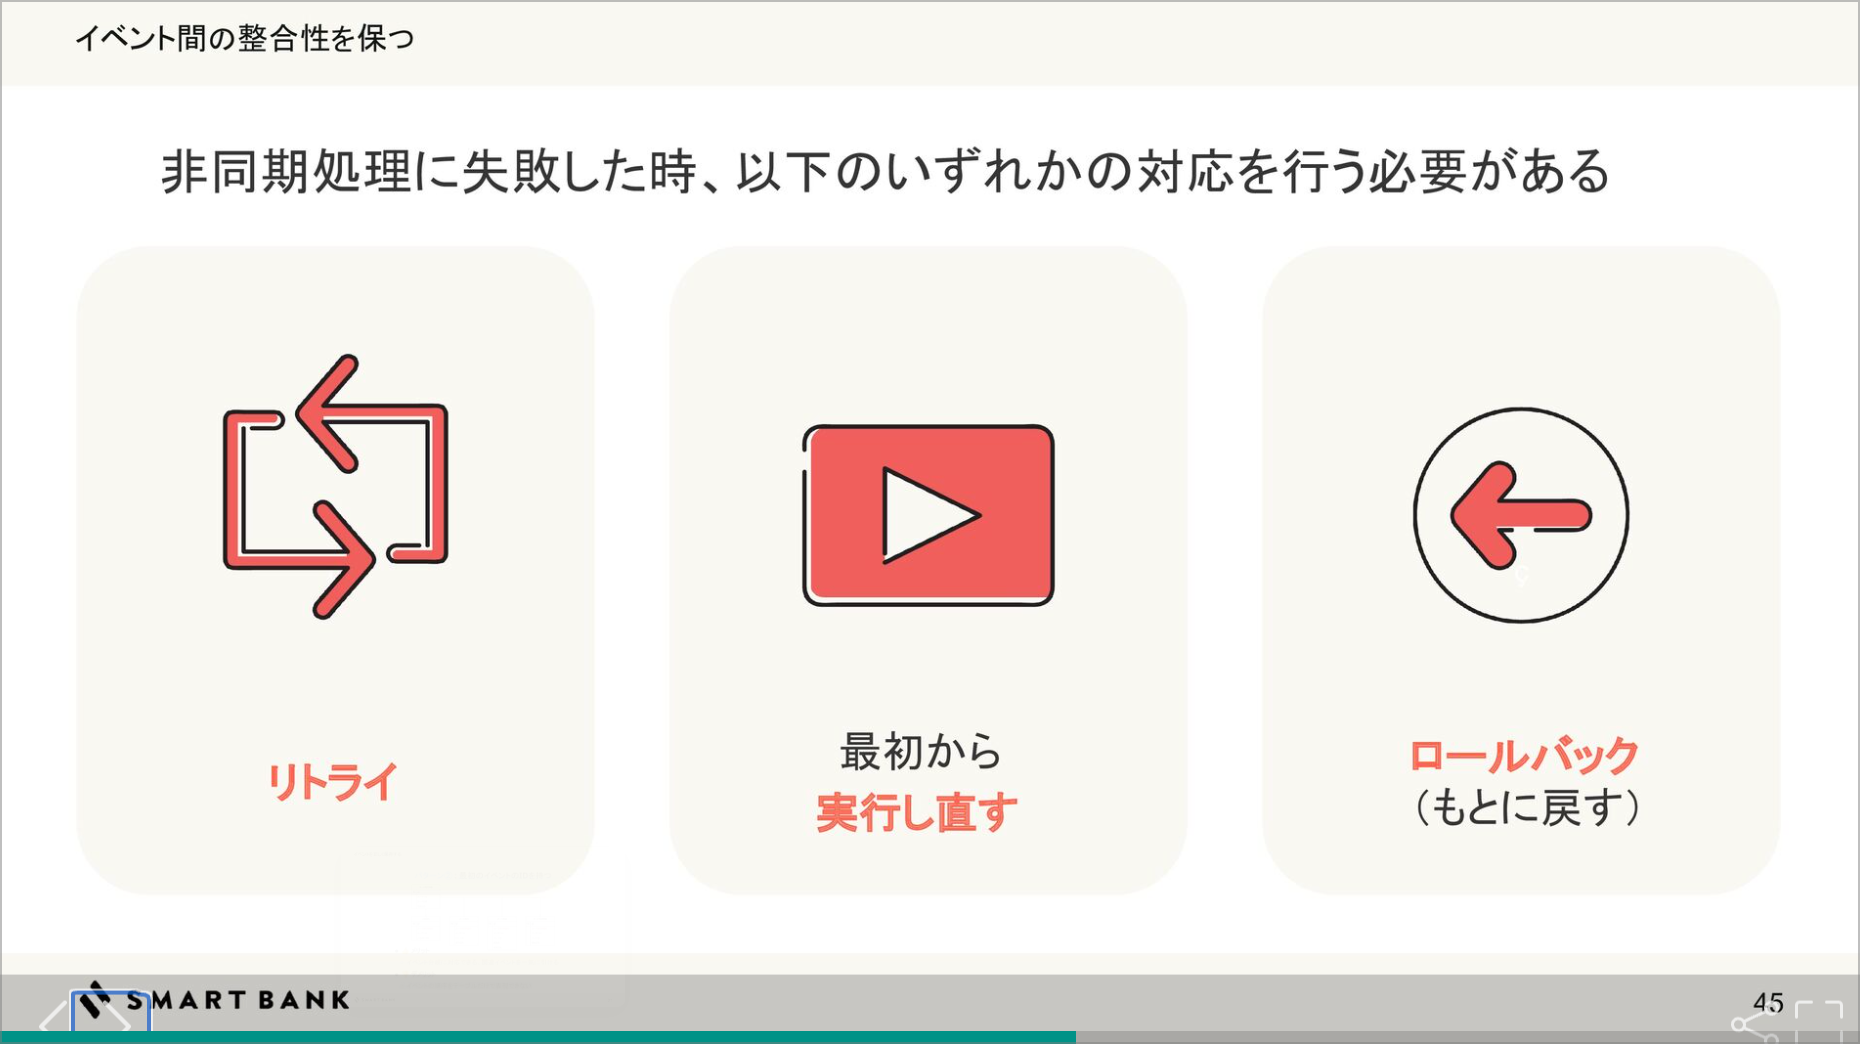 イベント間の整合性を保つ
非同期処理に失敗した時、以下のいずれかの対応を行う必要がある
リトライ
最初から
実行し直す
ロールバック
（もとに戻す）
SMART BANK
45